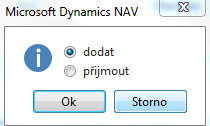 Microsoft Dynamics NAV
dodat
přijmout
Ok
Storno